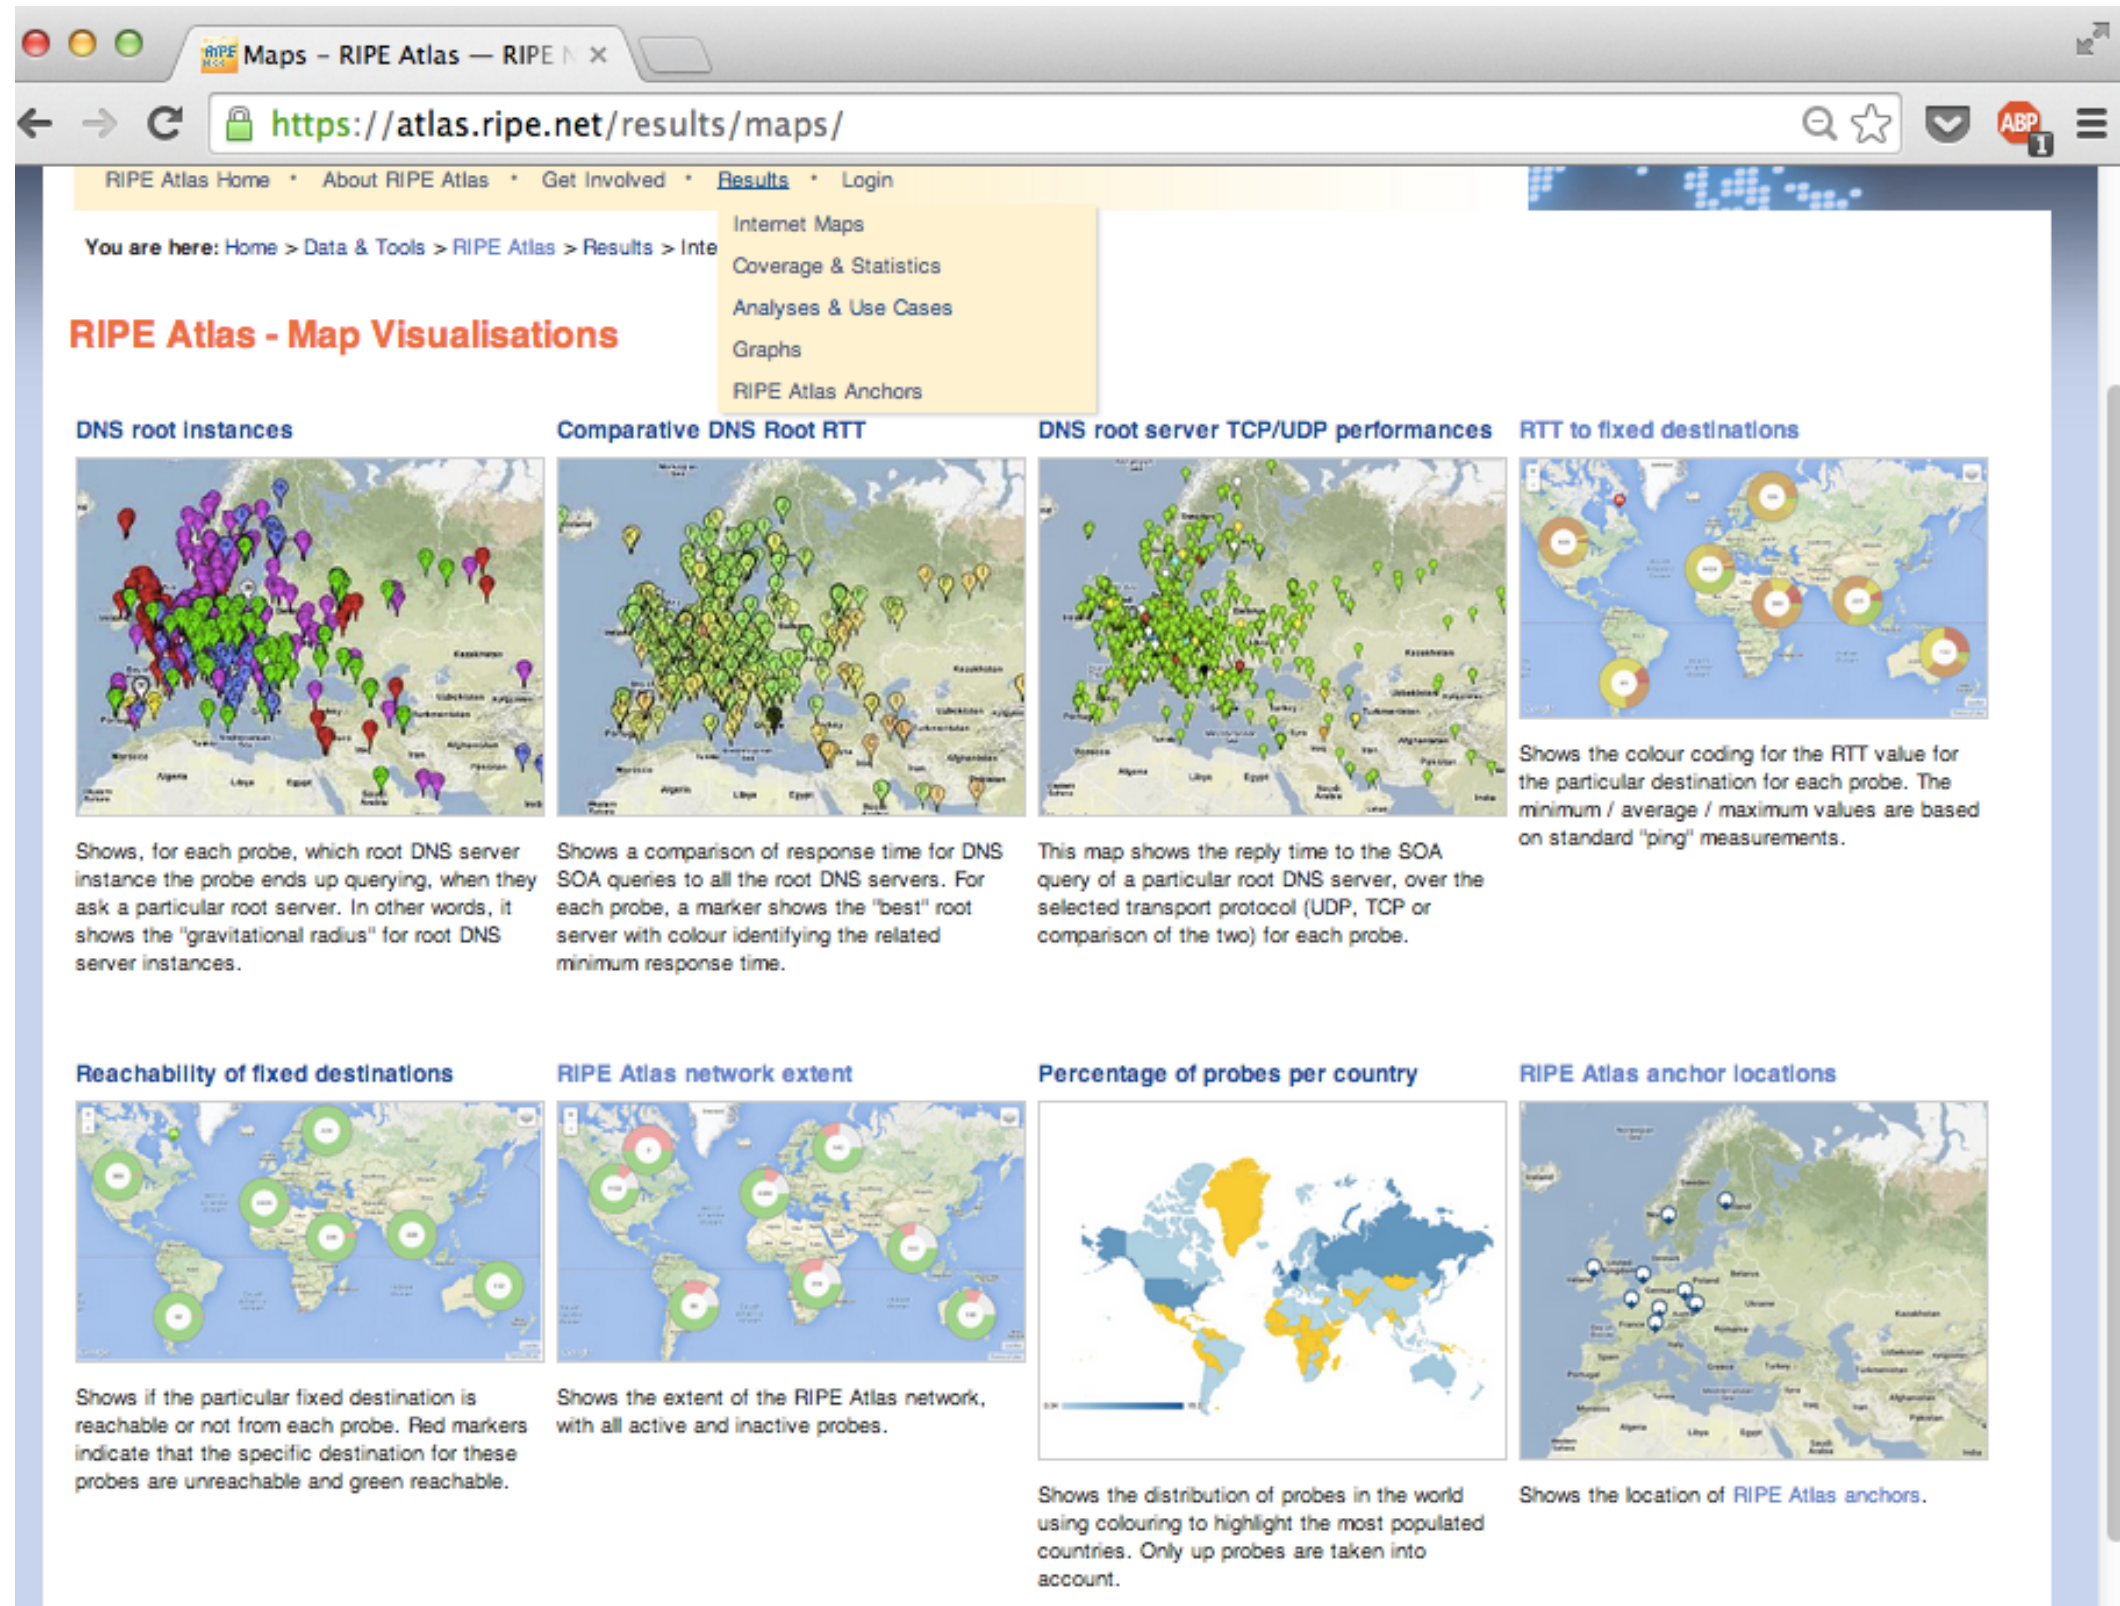 Maps – RIPE Atlas — RIPE N
https://atlas.ripe.net/results/maps/
ABP
1
RIPE Atlas Home • About RIPE Atlas • Get Involved • Results • Login
Internet Maps
Coverage & Statistics
Analyses & Use Cases
Graphs
RIPE Atlas Anchors
You are here: Home > Data & Tools > RIPE Atlas > Results > Inte
RIPE Atlas - Map Visualisations
DNS root instances
Shows, for each probe, which root DNS server
instance the probe ends up querying, when they
ask a particular root server. In other words, it
shows the "gravitational radius" for root DNS
server instances.
Comparative DNS Root RTT
Shows a comparison of response time for DNS
SOA queries to all the root DNS servers. For
each probe, a marker shows the "best" root
server with colour identifying the related
minimum response time.
DNS root server TCP/UDP performances
This map shows the reply time to the SOA
query of a particular root DNS server, over the
selected transport protocol (UDP, TCP or
comparison of the two) for each probe.
RTT to fixed destinations
Shows the colour coding for the RTT value for
the particular destination for each probe. The
minimum / average / maximum values are based
on standard "ping" measurements.
Reachability of fixed destinations
Shows if the particular fixed destination is
reachable or not from each probe. Red markers
indicate that the specific destination for these
probes are unreachable and green reachable.
RIPE Atlas network extent
Shows the extent of the RIPE Atlas network,
with all active and inactive probes.
Percentage of probes per country
Shows the distribution of probes in the world
using colouring to highlight the most populated
countries. Only up probes are taken into
account.
RIPE Atlas anchor locations
Shows the location of RIPE Atlas anchors.